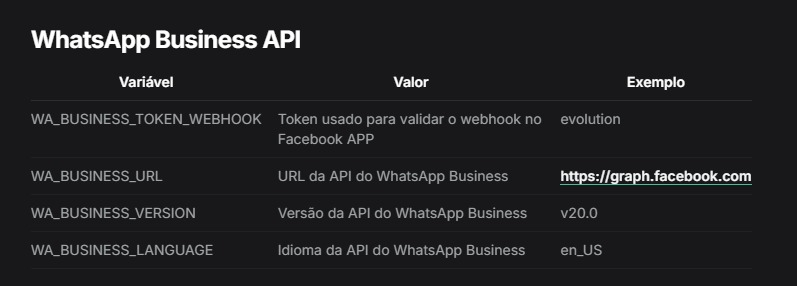 WhatsApp Business API
Variável Valor Exemplo
WA_BUSINESS_TOKEN_WEBHOOK Token usado para validar o webhook no evolution
Facebook APP
WA_BUSINESS_URL URL da API do WhatsApp Business https://graph.facebook.com
WA_BUSINESS_VERSION Versão da API do WhatsApp Business v20.0
WA_BUSINESS_LANGUAGE Idioma da API do WhatsApp Business en_US